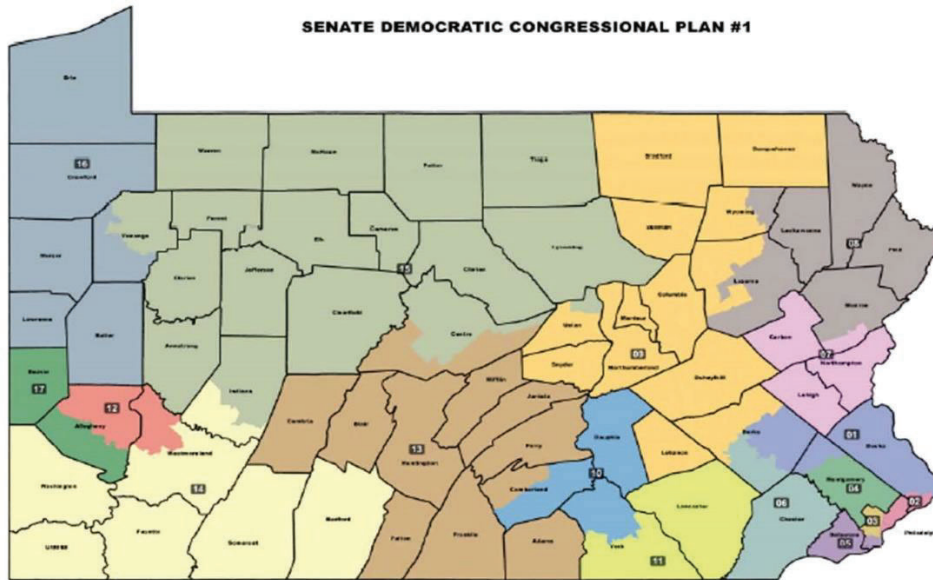 SENATE DEMOCRATIC CONGRESSIONAL PLAN #1
Erie
Warren
McKean
Potter
Tioga
Bradford
Susquehanna
Wayne
16
Crawford
Wyoming
Forest
Venango
Elk
Cameron
Lycoming
Lackawanna
08
Pike
Mercer
Clarion
Jefferson
Clinton
Luzerne
Columbia
Monroe
Lawrence
Butler
Clearfield
Centre
Union
Montour
Carbon
07
Armstrong
Snyder
09
Northumberland
Northampton
Beaver
17
Indiana
Mifflin
Schuylkill
Lehigh
12
Allegheny
Cambria
Blair
Juniata
Dauphin
Berks
01
Bucks
Westmoreland
13
Huntingdon
Perry
Lebanon
Montgomery
04
Washington
14
Cumberland
10
06
02
Lancaster
Chester
03
Fayette
Somerset
Bedford
Fulton
Franklin
Adams
York
11
Delaware
05